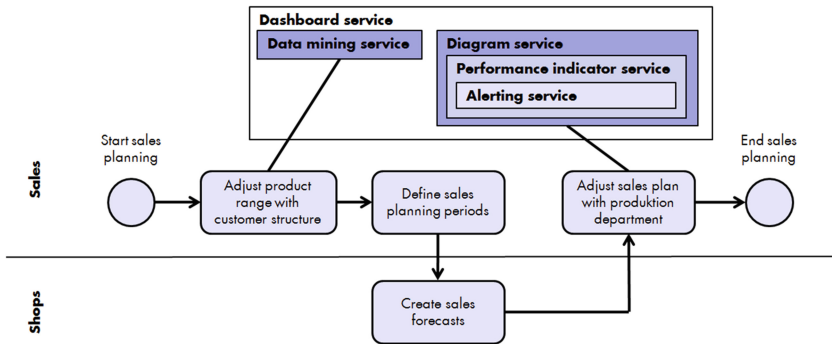 Dashboard service
Data mining service
Diagram service
Performance indicator service
Alerting service
Start sales
planning
End sales
planning
Sales
Adjust product
range with
customer structure
Define sales
planning periods
Adjust sales plan
with produktion
department
Shops
Create sales
forecasts